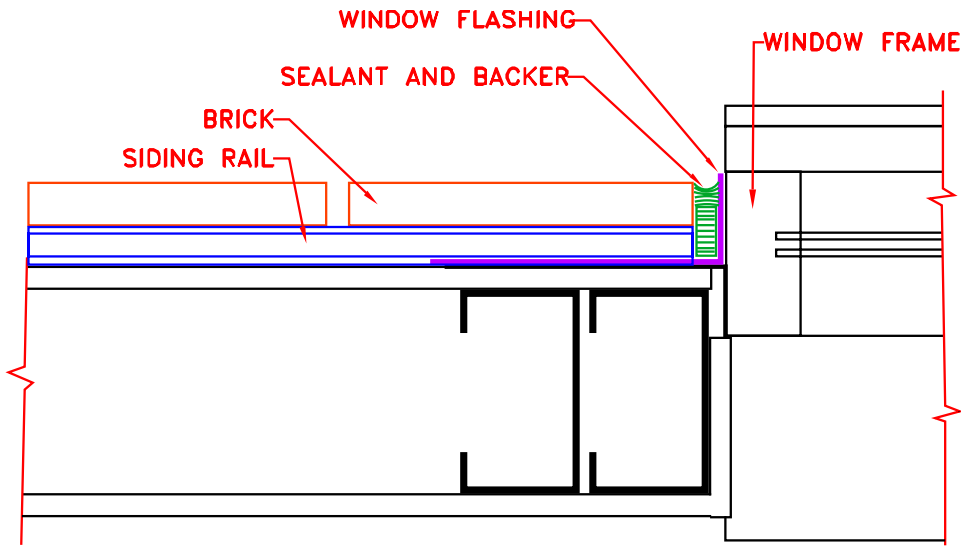 WINDOW FLASHING
WINDOW FRAME
SEALANT AND BACKER
BRICK
SIDING RAIL